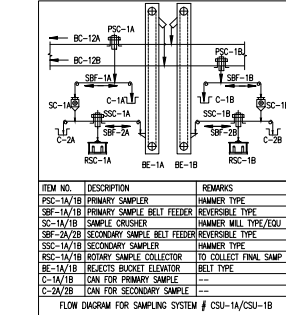 PSC-1A
BC-12A
PSC-1B
BC-12B
SBF-1A
SBF-1B
SC-1A
C-1A
C-1B
SC-1B
SSC-1A
SSC-1B
C-2A
SBF-2A
SBF-2B
C-2B
RSC-1A
BE-1A
BE-1B
RSC-1B
ITEM NO. DESCRIPTION REMARKS
PSC-1A/1B PRIMARY SAMPLER HAMMER TYPE
SBF-1A/1B PRIMARY SAMPLE BELT FEEDER REVERSIBLE TYPE
SC-1A/1B SAMPLE CRUSHER HAMMER MILL TYPE/EQU
SBF-2A/2B SECONDARY SAMPLE BELT FEEDER REVERSIBLE TYPE
SSC-1A/1B SECONDARY SAMPLER HAMMER TYPE
RSC-1A/1B ROTARY SAMPLE COLLECTOR TO COLLECT FINAL SAMP
BE-1A/1B REJECTS BUCKET ELEVATOR BELT TYPE
C-1A/1B CAN FOR PRIMARY SAMPLE --
C-2A/2B CAN FOR SECONDARY SAMPLE --
FLOW DIAGRAM FOR SAMPLING SYSTEM # CSU-1A/CSU-1B